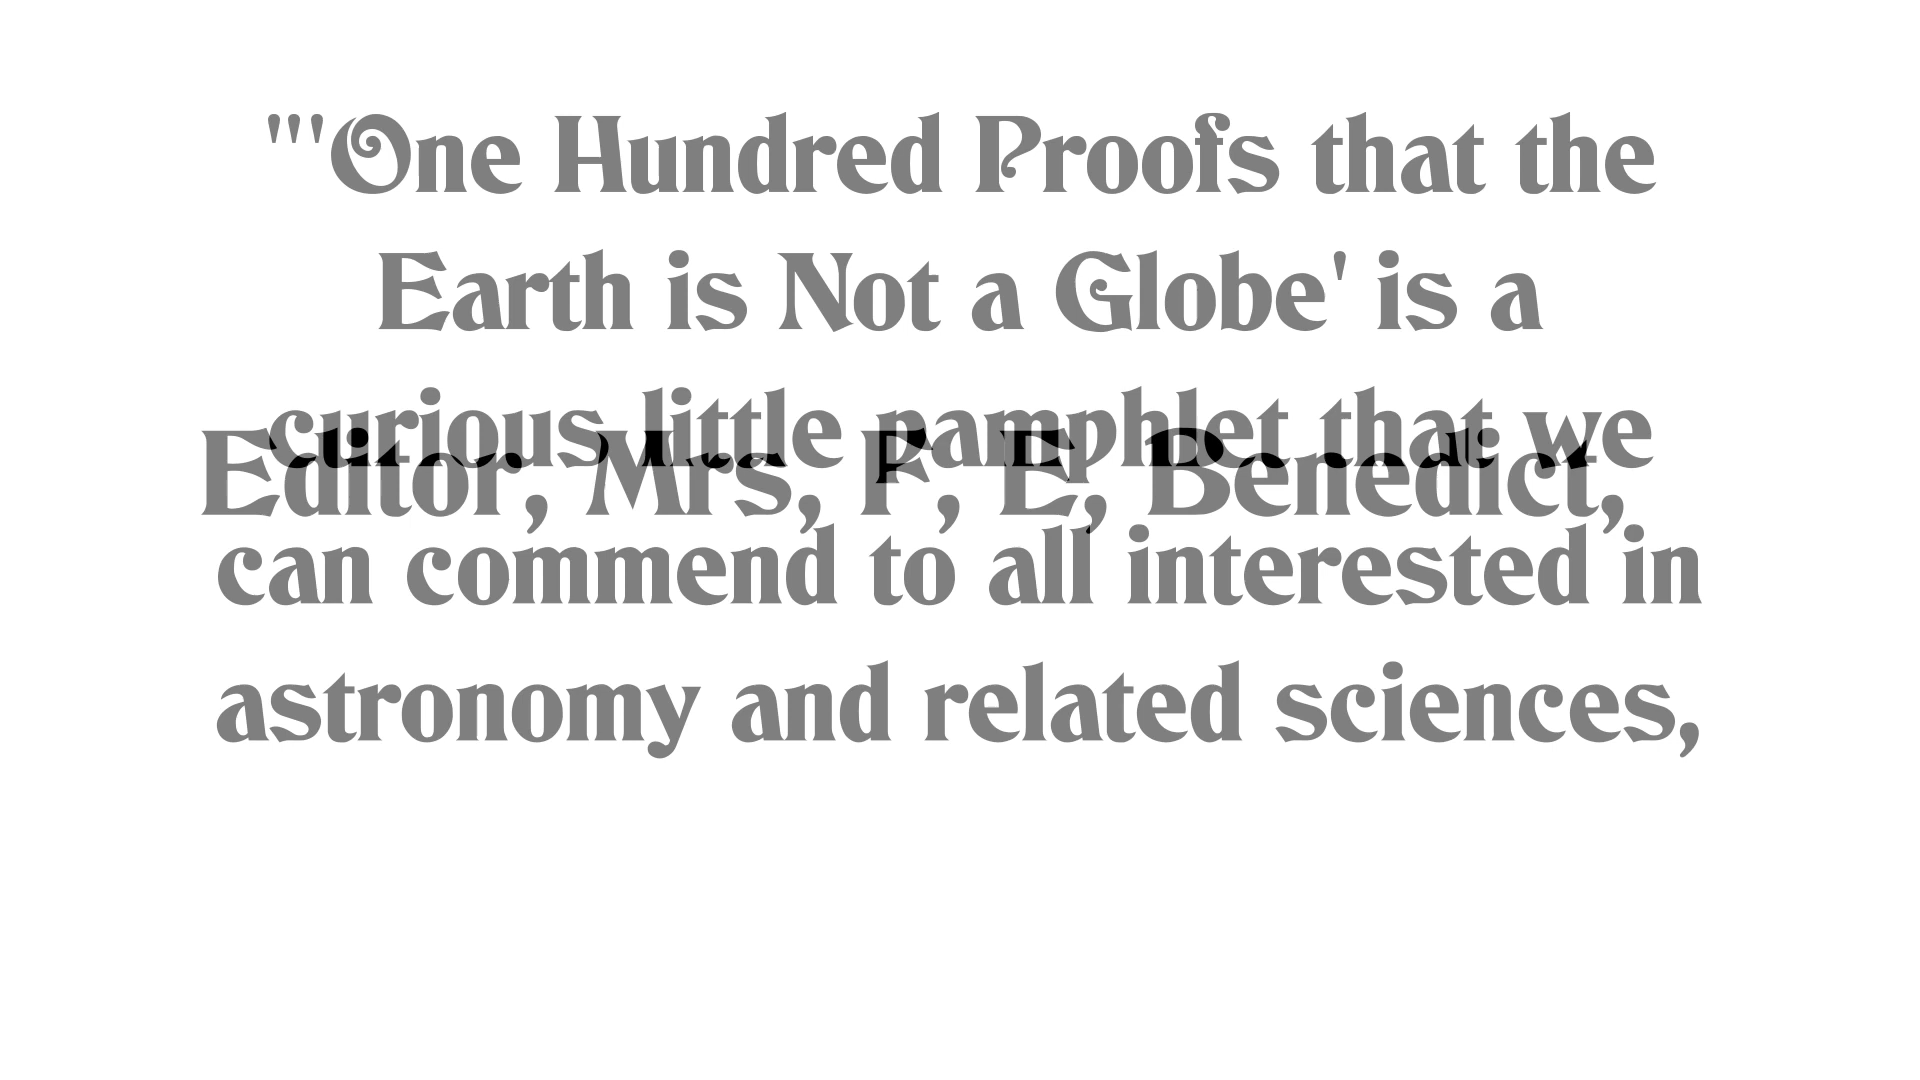 "'One Hundred Proofs that the
Earth is Not a Globe' is a
curious little pamphlet that we
Editor, Mrs, F, E, Benedict,
can commend to all interested in
astronomy and related sciences,